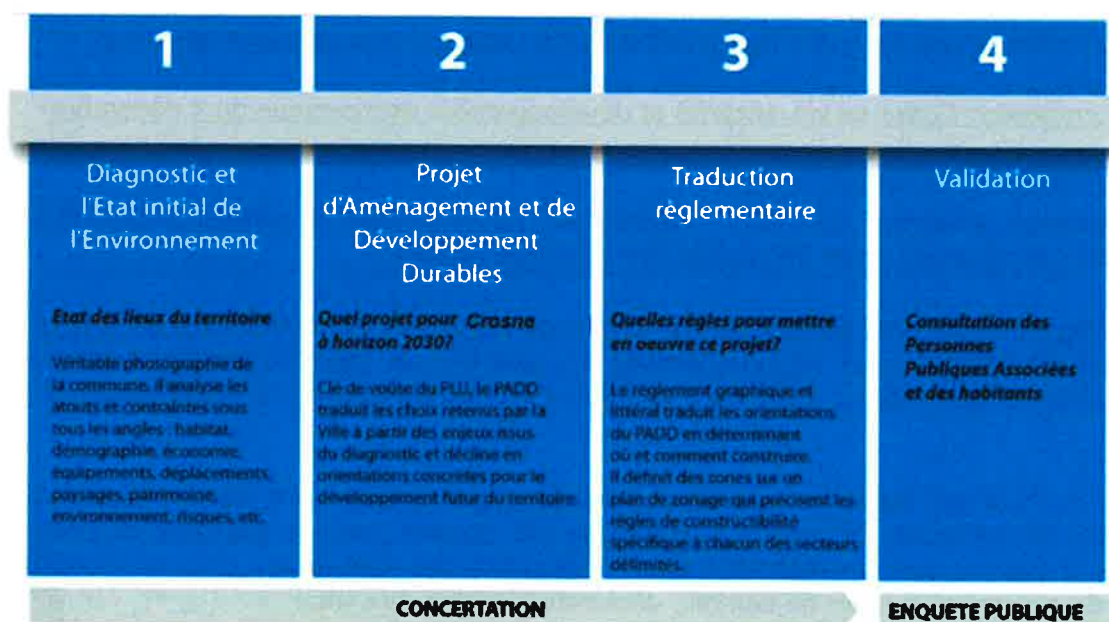 1
Diagnostic et
l'Etat initial de
l'Environnement
Etat des lieux du territoire
Véritable phosographie de
la commune, il analyse les
atouts et contraintes sous
tous les angles : habitat,
démographie, économie,
équipements, déplacements,
paysages, patrimoine,
environnement, risques, etc.
2
Projet
d'Aménagement et de
Développement
Durables
Quel projet pour Crosne
à horizon 2030?
Clé de voûte du PLU, le PADD
traduit les choix retenus par la
Ville à partir des enjeux issus
du diagnostic et décline en
orientations concrètes pour le
développement futur du territoire.
3
Traduction
règlementaire
Quelles règles pour mettre
en oeuvre ce projet?
Le règlement graphique et
littéral traduit les orientations
du PADD en déterminant
où et comment construire.
Il définit des zones sur un
plan de zonage qui précisent les
règles de constructibilité
spécifique à chacun des secteurs
délimités.
4
Validation
Consultation des
Personnes
Publiques Associées
et des habitants
CONCERTATION
ENQUETE PUBLIQUE